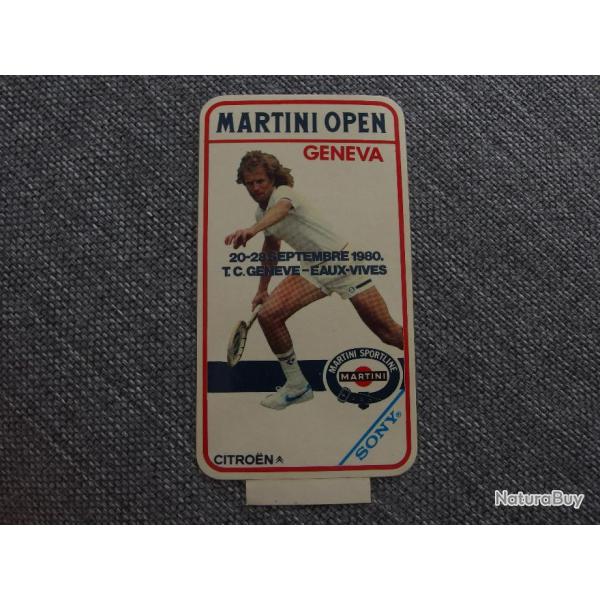 MARTINI OPEN
GENEVA
20-28 SEPTEMBRE 1980.
T.C. GENEVE-EAUX-VIVES
MARTINI SPORTLINE
MARTINI
SONY®
CITROËN
NaturaBuy